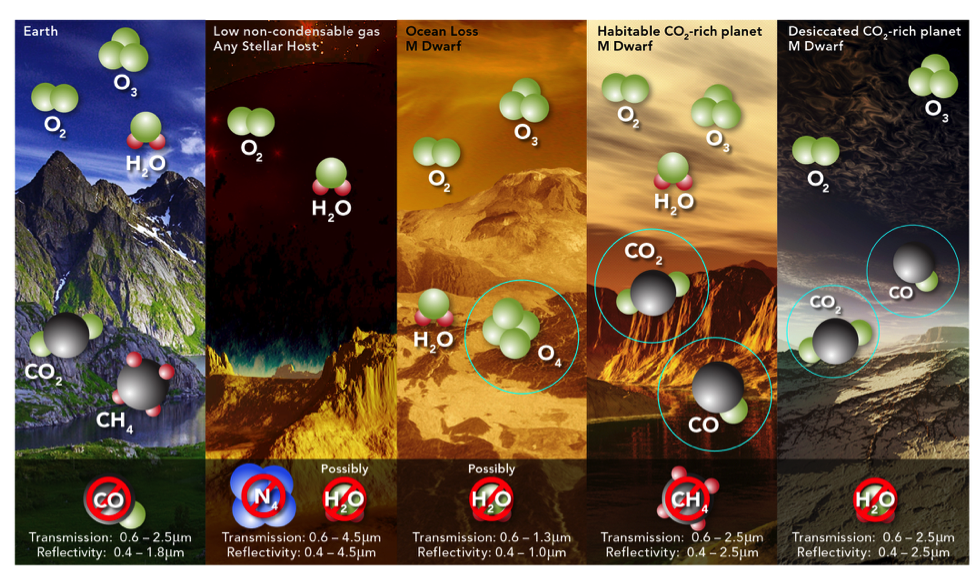 Earth
O₃
O₂
H₂O
CO₂
CH₄
CO
Transmission: 0.6 – 2.5µm
Reflectivity: 0.4 – 1.8µm
Low non-condensable gas
Any Stellar Host
O₂
H₂O
Possibly
N₄
H₂O
Transmission: 0.6 – 4.5µm
Reflectivity: 0.4 – 4.5µm
Ocean Loss
M Dwarf
O₃
O₂
H₂O
O₄
Possibly
H₂O
Transmission: 0.6 – 1.3µm
Reflectivity: 0.4 – 1.0µm
Habitable CO₂-rich planet
M Dwarf
O₂
O₃
H₂O
CO₂
CO
CH₄
Transmission: 0.6 – 2.5µm
Reflectivity: 0.4 – 2.5µm
Desiccated CO₂-rich planet
M Dwarf
O₃
O₂
CO
CO₂
H₂O
Transmission: 0.6 – 2.5µm
Reflectivity: 0.4 – 2.5µm